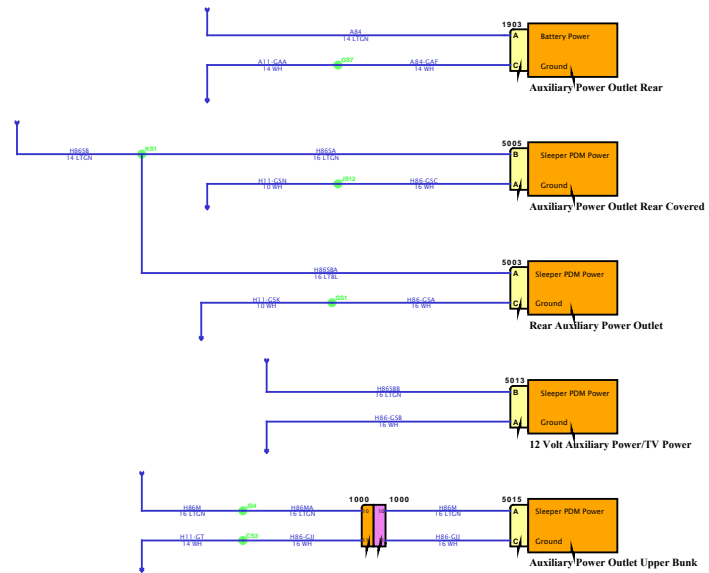 1903
A84
14 LTGN
A Battery Power
A11-GAA GS7 A84-GAF
14 WH 14 WH
C Ground
Auxiliary Power Outlet Rear
5005
H86SB KS1 H86SA
14 LTGN 16 LTGN
B Sleeper PDM Power
H11-GSN JS12 H86-GSC
10 WH 16 WH
A Ground
Auxiliary Power Outlet Rear Covered
5003
H86SBA
16 LTBL
A Sleeper PDM Power
H11-GSK GS1 H86-GSA
10 WH 16 WH
C Ground
Rear Auxiliary Power Outlet
5013
H86SBB
16 LTGN
B Sleeper PDM Power
H86-GSB
16 WH
A Ground
12 Volt Auxiliary Power/TV Power
1000 1000 5015
H86M H86MA 10 10 H86M
16 LTGN 16 LTGN 16 LTGN
A Sleeper PDM Power
H11-GT CS3 H86-GJJ H86-GJJ
14 WH 16 WH 16 WH
C Ground
Auxiliary Power Outlet Upper Bunk